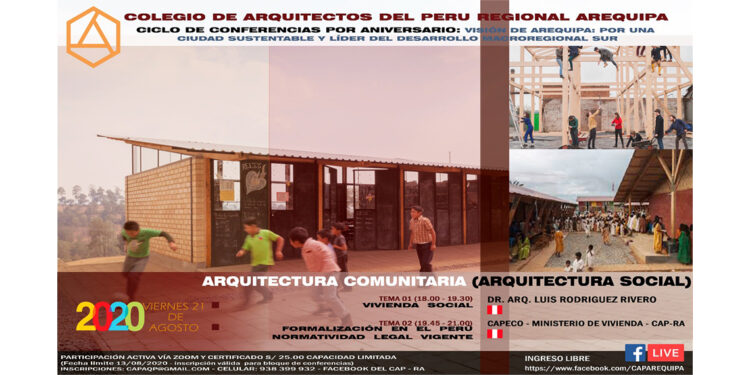 COLEGIO DE ARQUITECTOS DEL PERU REGIONAL AREQUIPA
CICLO DE CONFERENCIAS POR ANIVERSARIO: VISIÓN DE AREQUIPA: POR UNA
CIUDAD SUSTENTABLE Y LÍDER DEL DESARROLLO MACROREGIONAL SUR
ARQUITECTURA COMUNITARIA (ARQUITECTURA SOCIAL)
2020
VIERNES 21
DE
AGOSTO
TEMA 01 (18.00 - 19.30)
VIVIENDA SOCIAL
DR. ARQ. LUIS RODRIGUEZ RIVERO
TEMA 02 (19.45 - 21.00)
FORMALIZACIÓN EN EL PERÚ
NORMATIVIDAD LEGAL VIGENTE
CAPECO - MINISTERIO DE VIVIENDA - CAP-RA
PARTICIPACIÓN ACTIVA VÍA ZOOM Y CERTIFICADO S/ 25.00 CAPACIDAD LIMITADA
(Fecha límite 13/08/2020 - inscripción válida para bloque de conferencias)
INSCRIPCIONES: CAPAQP@GMAIL.COM - CELULAR: 938 399 932 - FACEBOOK DEL CAP - RA
INGRESO LIBRE
f LIVE
https://www.facebook.com/CAPAREQUIPA